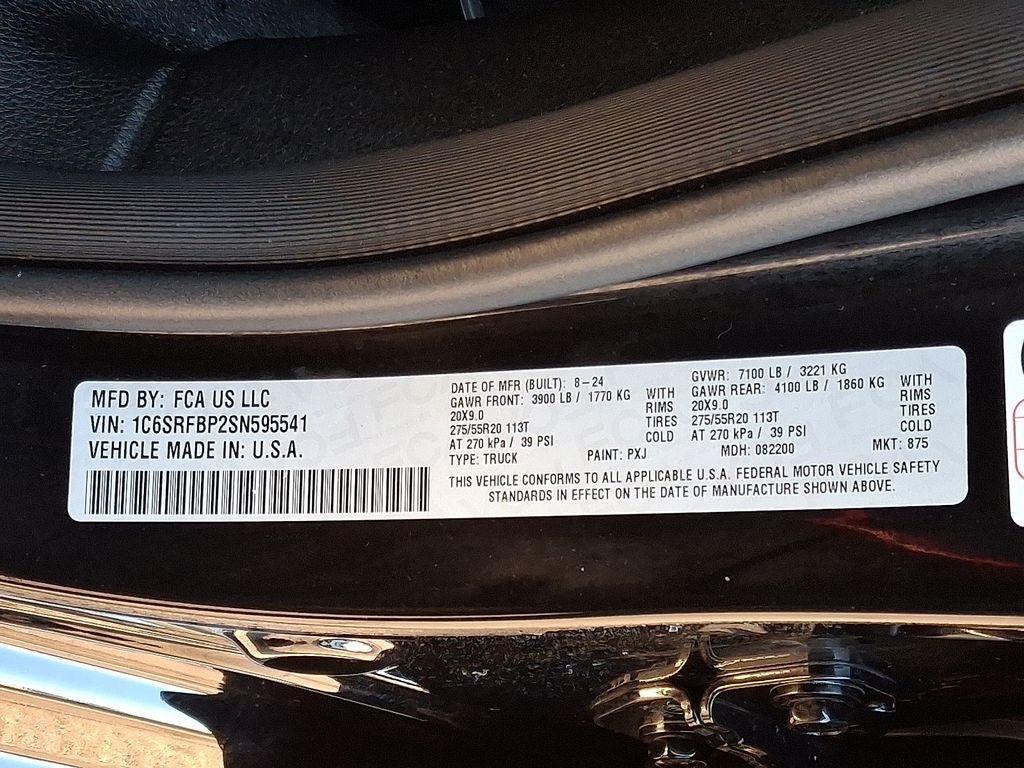 MFD BY: FCA US LLC
VIN: 1C6SRFBP2SN595541
VEHICLE MADE IN: U.S.A.
DATE OF MFR (BUILT): 8-24
GAWR FRONT: 3900 LB / 1770 KG WITH
20X9.0 RIMS
275/55R20 113T TIRES
AT 270 kPa / 39 PSI COLD
TYPE: TRUCK PAINT: PXJ
GVWR: 7100 LB / 3221 KG
GAWR REAR: 4100 LB / 1860 KG WITH
20X9.0 RIMS
275/55R20 113T TIRES
AT 270 kPa / 39 PSI COLD
MDH: 082200 MKT: 875
THIS VEHICLE CONFORMS TO ALL APPLICABLE U.S.A. FEDERAL MOTOR VEHICLE SAFETY
STANDARDS IN EFFECT ON THE DATE OF MANUFACTURE SHOWN ABOVE.